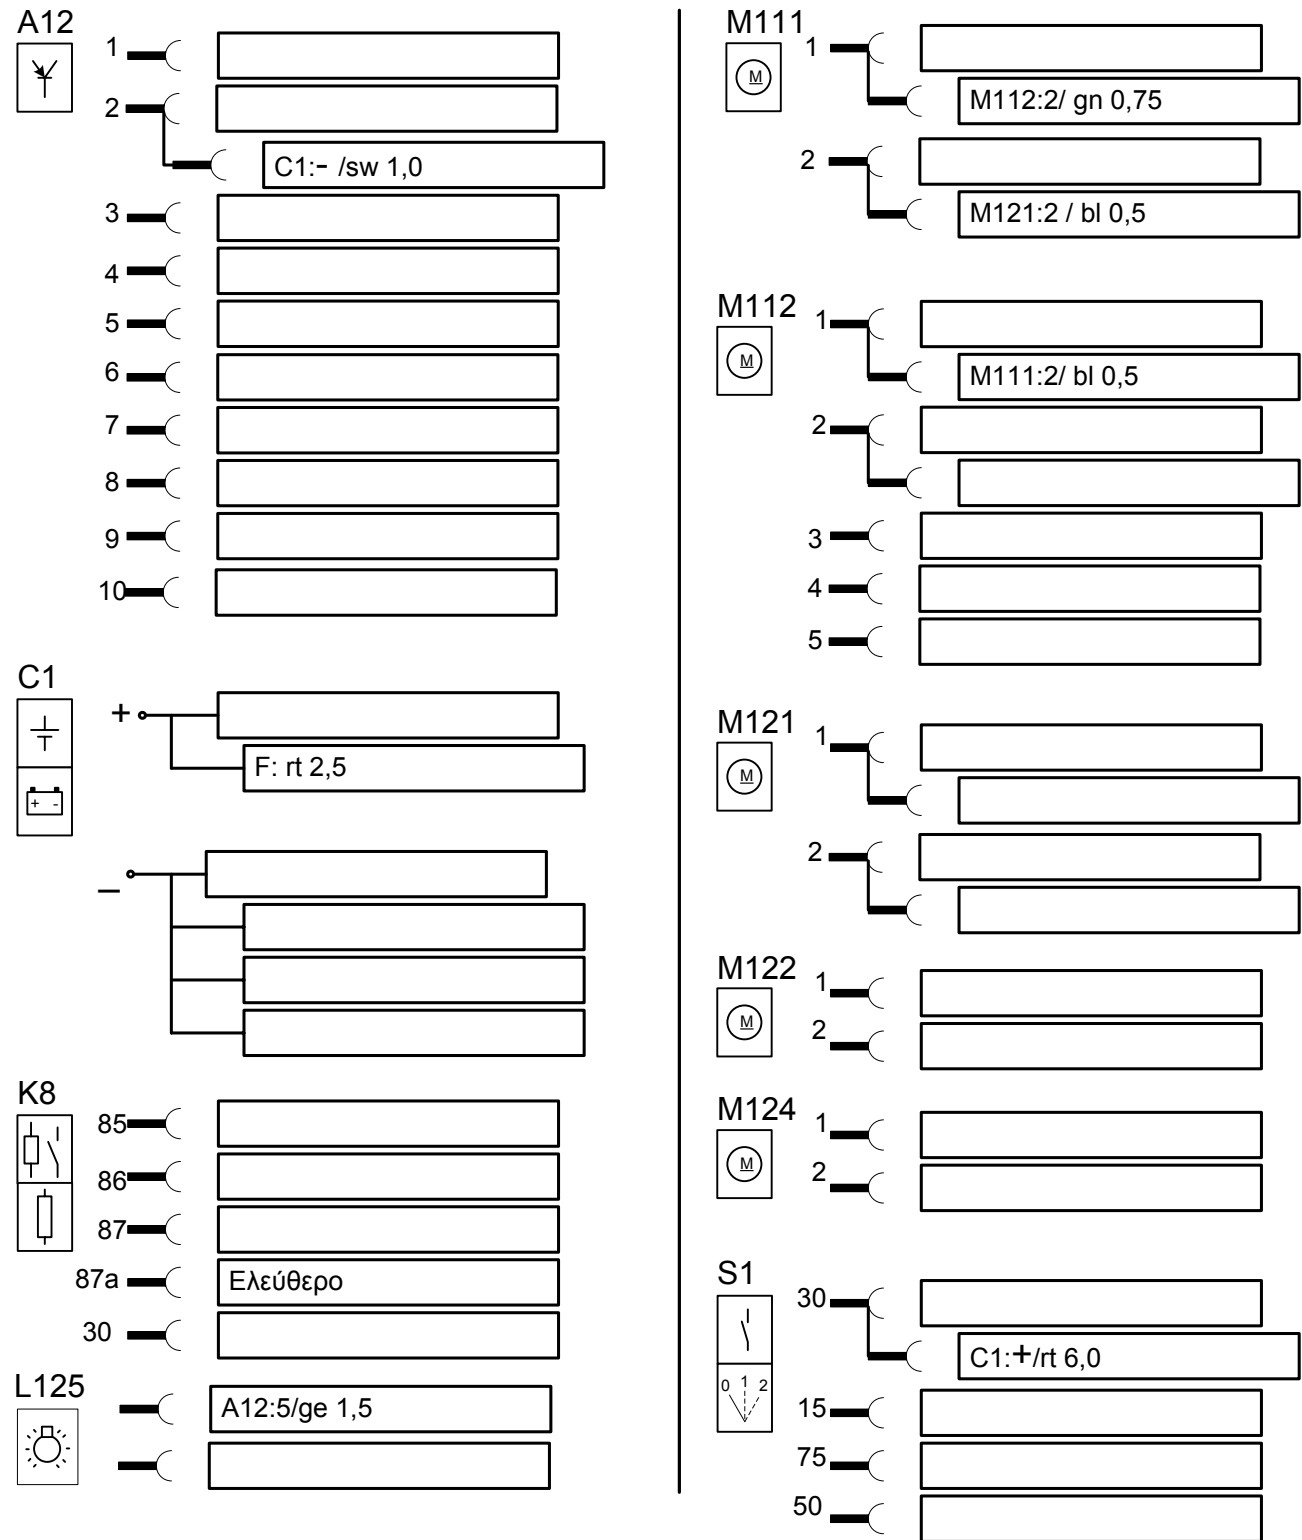 A12
1
2
C1:- /sw 1,0
3
4
5
6
7
8
9
10
C1
+
F: rt 2,5
+ -
–
K8
85
86
87
87a
Ελεύθερο
30
L125
A12:5/ge 1,5
M111
1
M
M112:2/ gn 0,75
2
M121:2 / bl 0,5
M112
1
M
M111:2/ bl 0,5
2
3
4
5
M121
1
M
2
M122
1
M
2
M124
1
M
2
S1
30
C1:+/rt 6,0
0 1 2
15
75
50